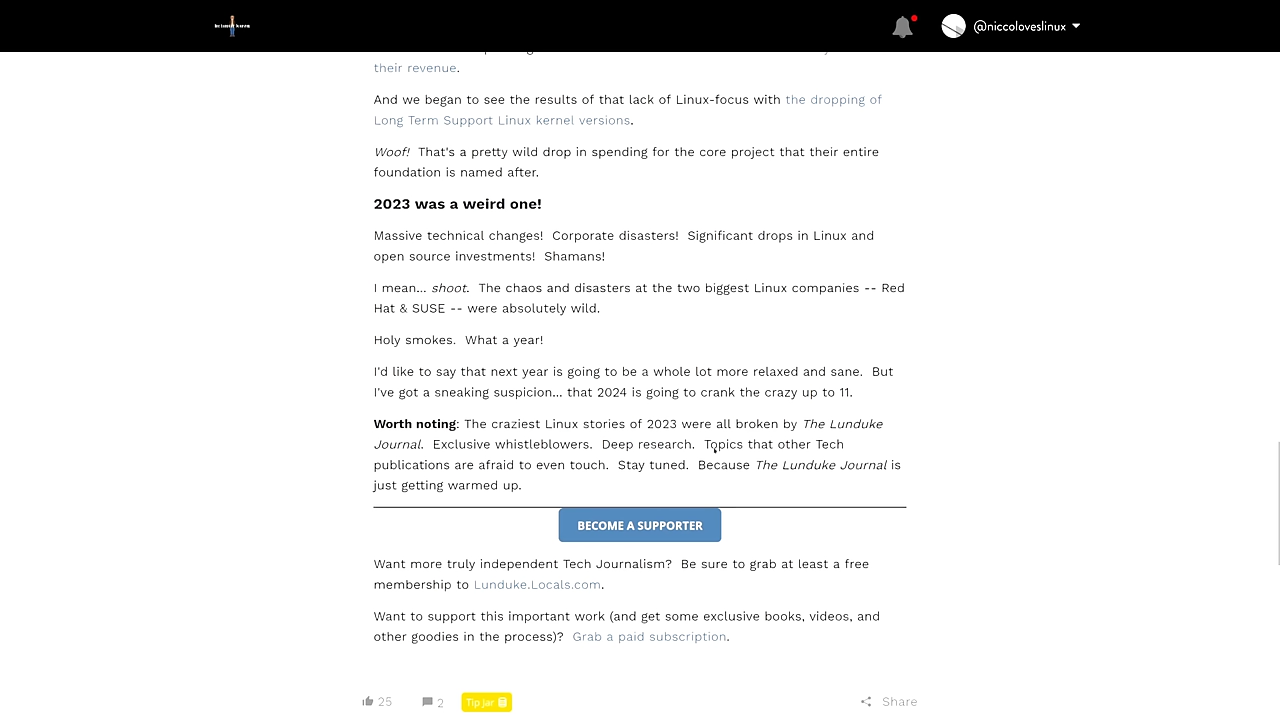 @niccoloveslinux
their revenue.
And we began to see the results of that lack of Linux-focus with the dropping of
Long Term Support Linux kernel versions.
Woof!  That's a pretty wild drop in spending for the core project that their entire
foundation is named after.
2023 was a weird one!
Massive technical changes!  Corporate disasters!  Significant drops in Linux and
open source investments!  Shamans!
I mean... shoot.  The chaos and disasters at the two biggest Linux companies -- Red
Hat & SUSE -- were absolutely wild.
Holy smokes.  What a year!
I'd like to say that next year is going to be a whole lot more relaxed and sane.  But
I've got a sneaking suspicion... that 2024 is going to crank the crazy up to 11.
Worth noting: The craziest Linux stories of 2023 were all broken by The Lunduke
Journal.  Exclusive whistleblowers.  Deep research.  Topics that other Tech
publications are afraid to even touch.  Stay tuned.  Because The Lunduke Journal is
just getting warmed up.
BECOME A SUPPORTER
Want more truly independent Tech Journalism?  Be sure to grab at least a free
membership to Lunduke.Locals.com.
Want to support this important work (and get some exclusive books, videos, and
other goodies in the process)?  Grab a paid subscription.
25 2 Tip Jar Share